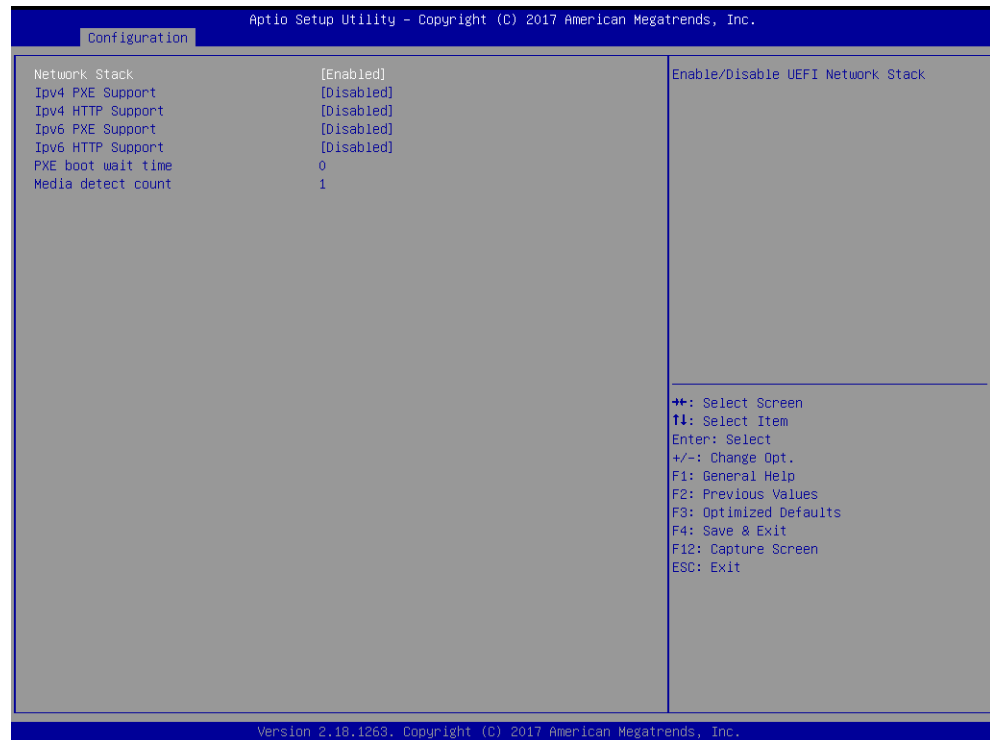 Aptio Setup Utility – Copyright (C) 2017 American Megatrends, Inc.
Configuration
Network Stack [Enabled]
Ipv4 PXE Support [Disabled]
Ipv4 HTTP Support [Disabled]
Ipv6 PXE Support [Disabled]
Ipv6 HTTP Support [Disabled]
PXE boot wait time 0
Media detect count 1
Enable/Disable UEFI Network Stack
→←: Select Screen
↑↓: Select Item
Enter: Select
+/-: Change Opt.
F1: General Help
F2: Previous Values
F3: Optimized Defaults
F4: Save & Exit
F12: Capture Screen
ESC: Exit
Version 2.18.1263. Copyright (C) 2017 American Megatrends, Inc.